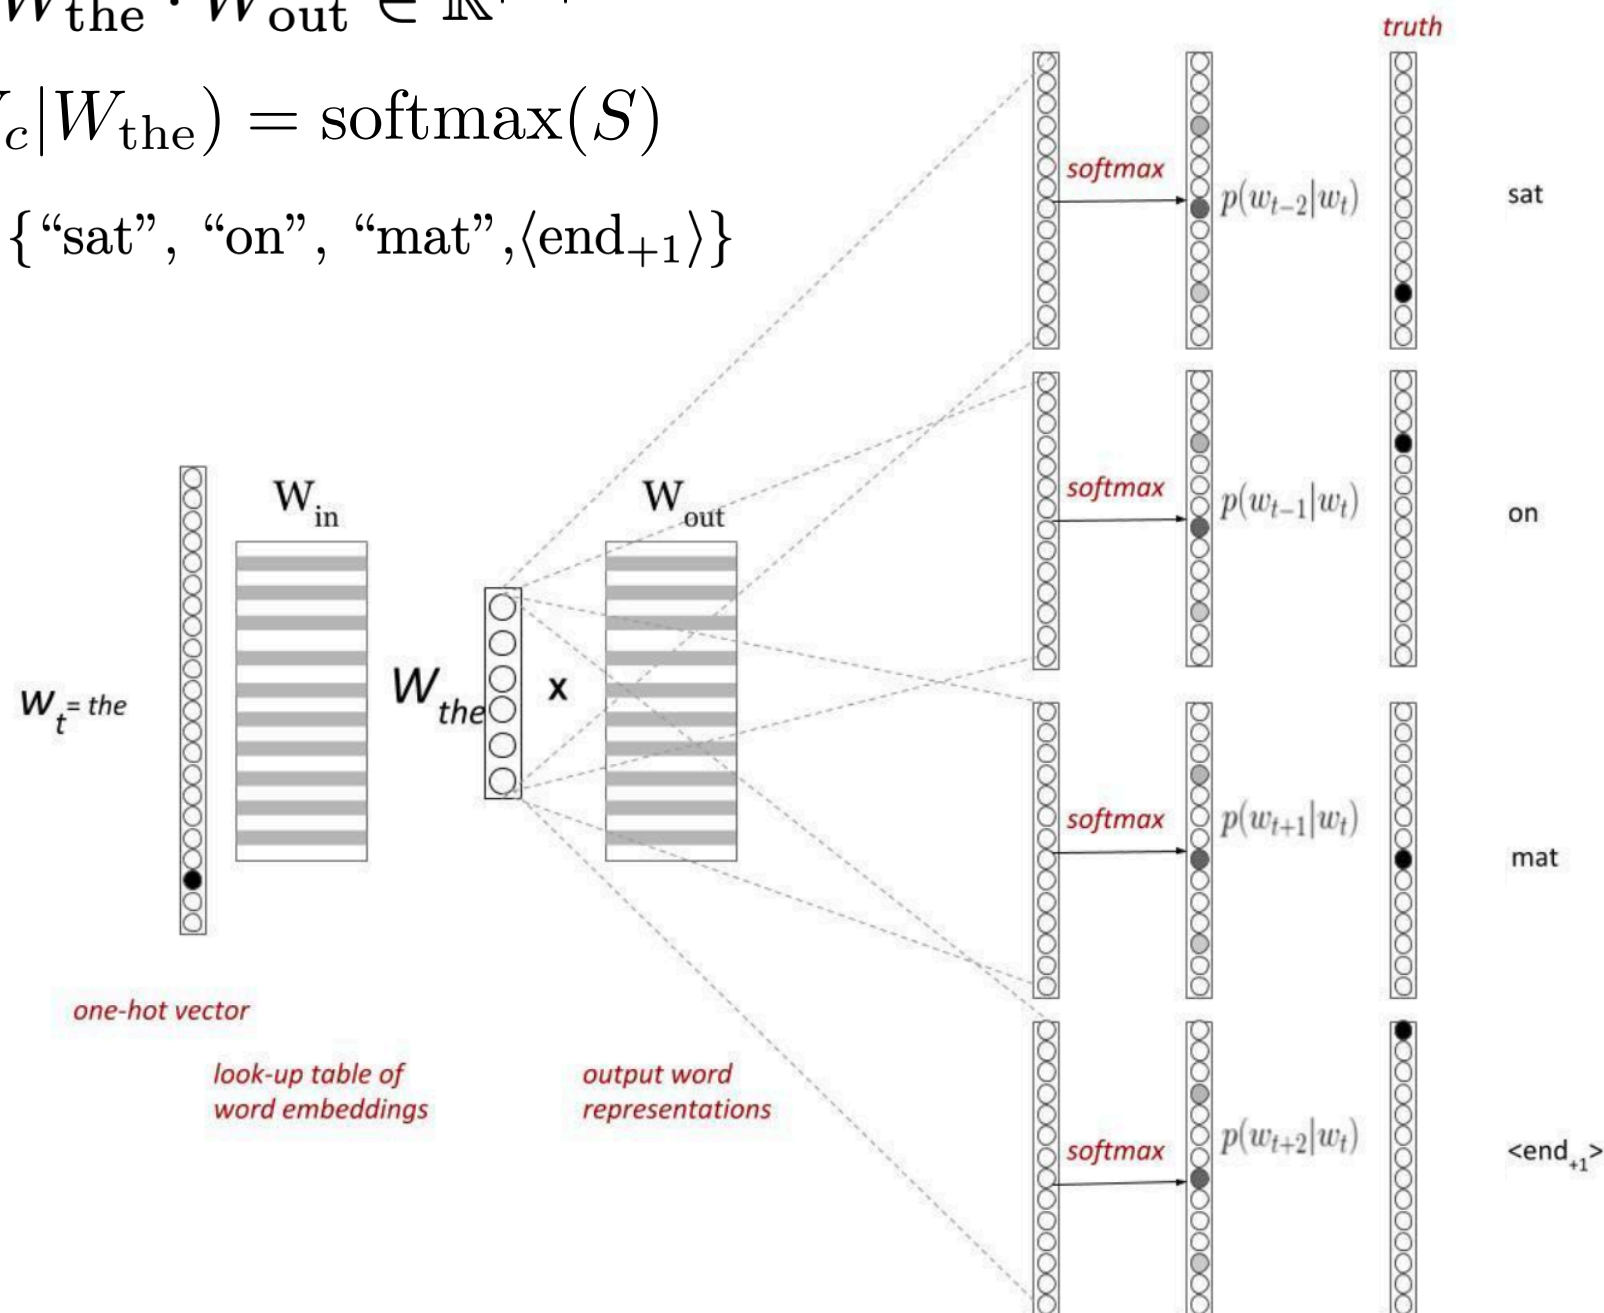 W_the · W_out ∈ ℝ
c|W_the) = softmax(S)
{“sat”, “on”, “mat”,⟨end_+1⟩}
truth
softmax
p(w_{t−2}|w_t)
sat
softmax
p(w_{t−1}|w_t)
on
W_in
W_out
W_t= the
W_the
x
softmax
p(w_{t+1}|w_t)
mat
one-hot vector
look-up table of
word embeddings
output word
representations
softmax
p(w_{t+2}|w_t)
<end_+1>